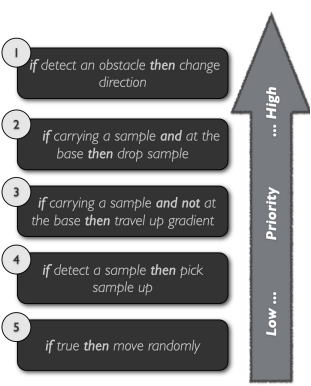 1
if detect an obstacle then change
direction
2
if carrying a sample and at the
base then drop sample
3
if carrying a sample and not at
the base then travel up gradient
4
if detect a sample then pick
sample up
5
if true then move randomly
Low ... Priority ... High